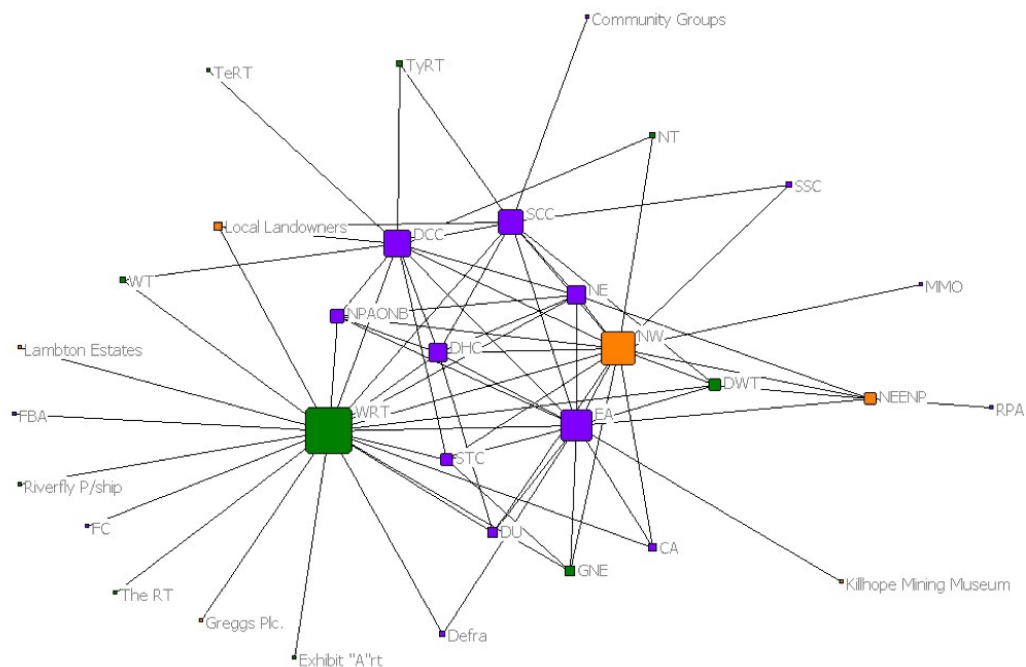 Community Groups
TeRT
TyRT
NT
SSC
SCC
Local Landowners
DCC
WT
NE
MMO
NPAONB
NW
Lambton Estates
DHC
DWT
NEENP
RPA
FBA
WRT
EA
STC
Riverfly P/ship
FC
DU
CA
GNE
Killhope Mining Museum
The RT
Greggs Plc.
Defra
Exhibit "A"rt